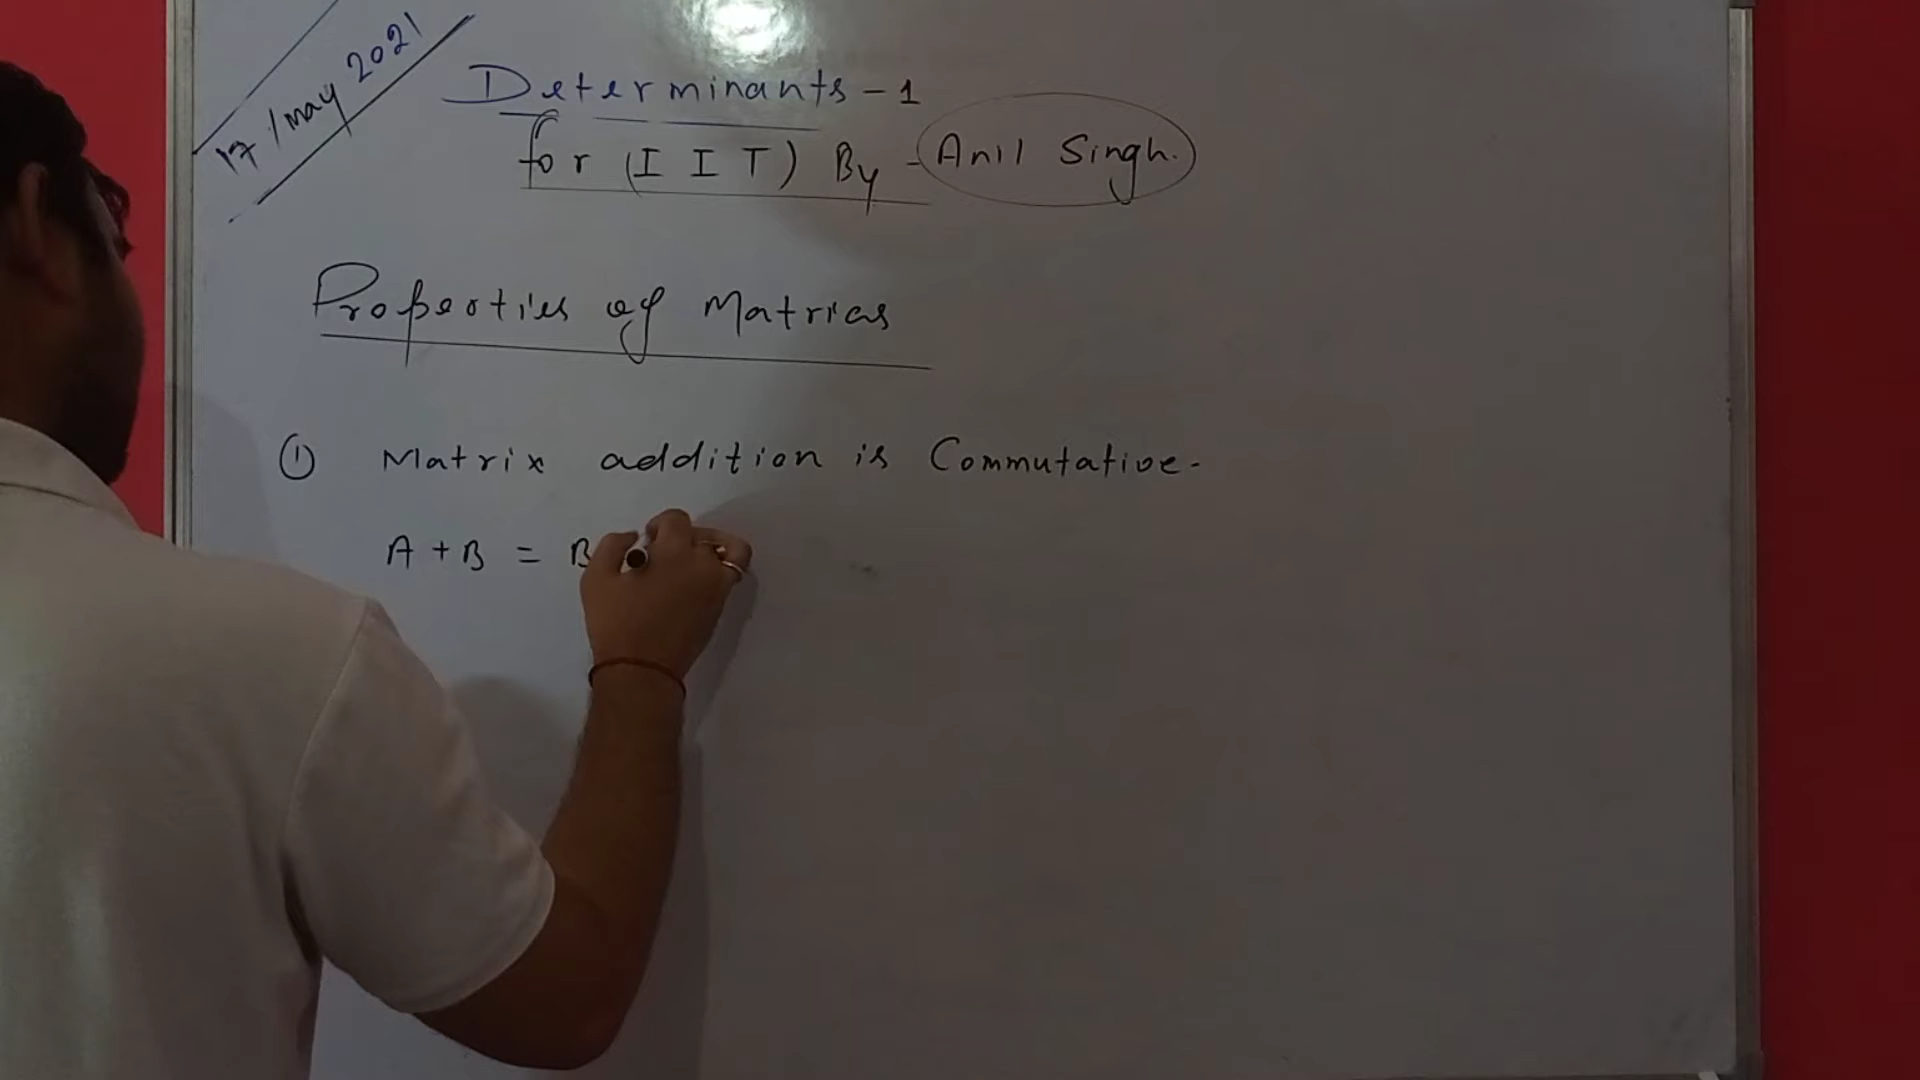 17/May 2021
Determinants-1
for (IIT) By - Anil Singh.
Properties of Matrices
① Matrix addition is Commutative.
A + B = B